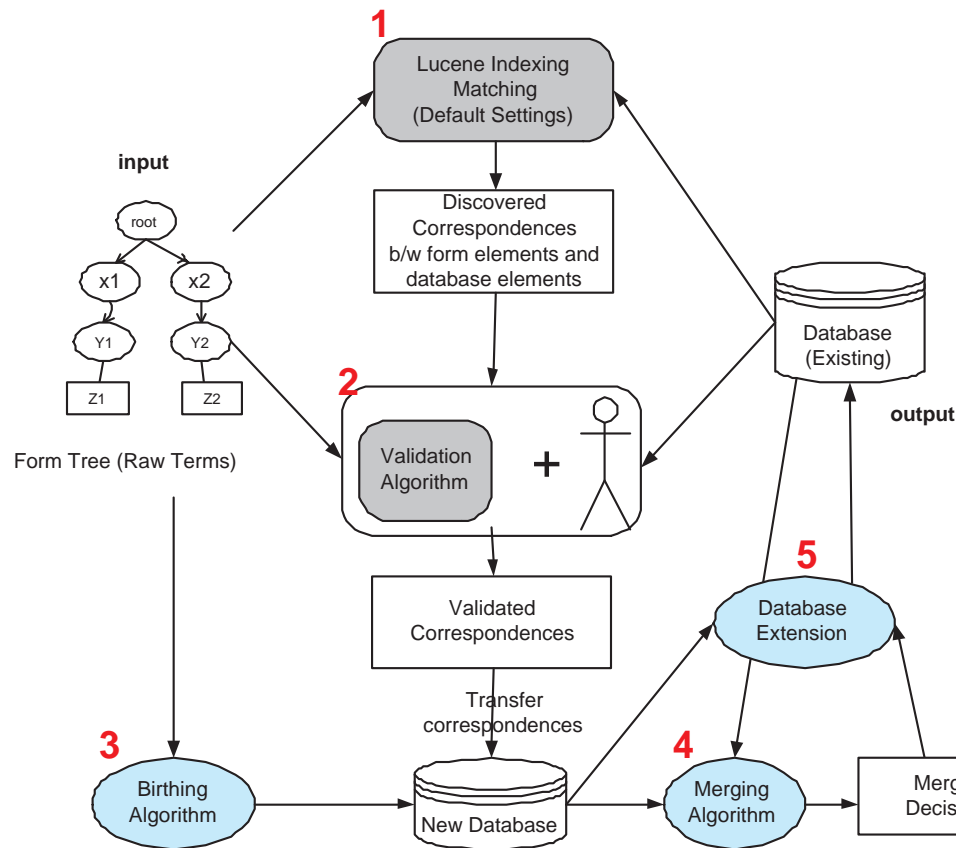 1
Lucene Indexing
Matching
(Default Settings)
input
root
x1
x2
Y1
Y2
Z1
Z2
Form Tree (Raw Terms)
Discovered
Correspondences
b/w form elements and
database elements
Database
(Existing)
output
2
Validation
Algorithm
+
Validated
Correspondences
5
Database
Extension
Transfer
correspondences
3
Birthing
Algorithm
New Database
4
Merging
Algorithm